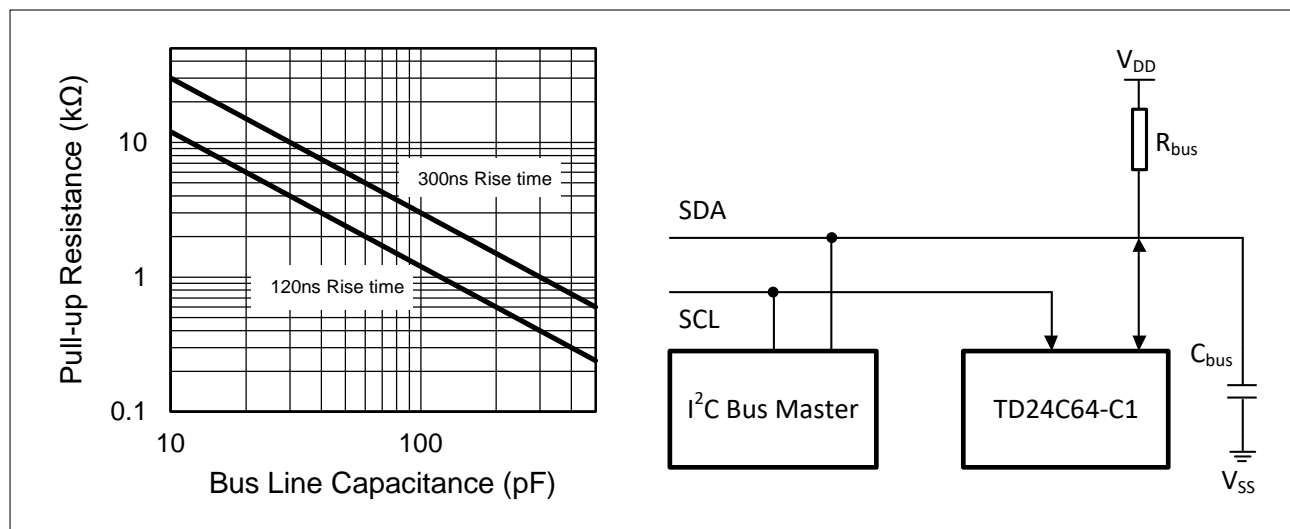 Pull-up Resistance (kΩ)
10
1
0.1
300ns Rise time
120ns Rise time
10
100
Bus Line Capacitance (pF)
VDD
Rbus
SDA
SCL
I²C Bus Master
TD24C64-C1
Cbus
VSS